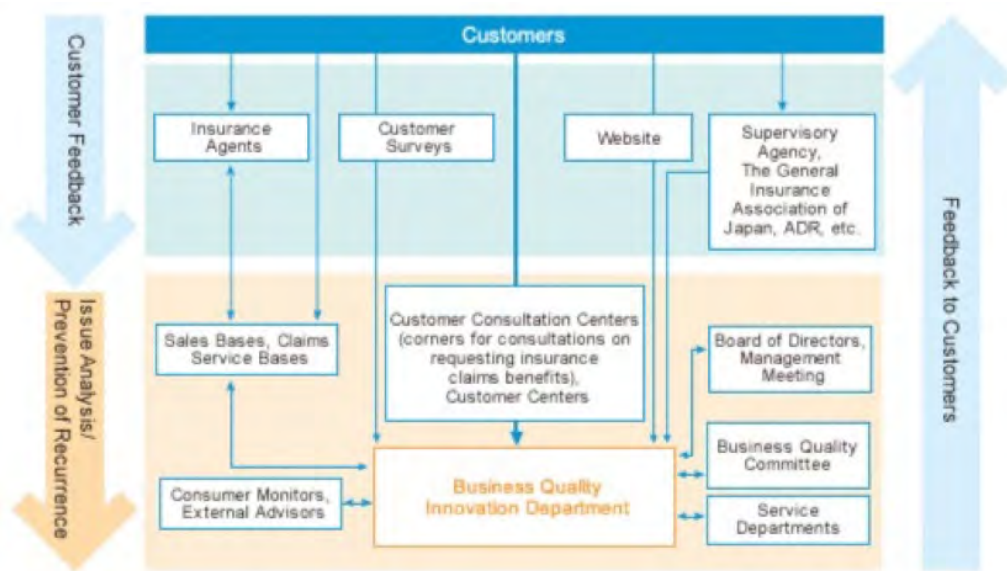 Customers
Customer Feedback
Insurance
Agents
Customer
Surveys
Website
Supervisory
Agency,
The General
Insurance
Association of
Japan, ADR, etc.
Feedback to Customers
Issue Analysis/
Prevention of Recurrence
Sales Bases, Claims
Service Bases
Customer Consultation Centers
(corners for consultations on
requesting insurance
claims benefits),
Customer Centers
Board of Directors,
Management
Meeting
Business Quality
Committee
Consumer Monitors,
External Advisors
Business Quality
Innovation Department
Service
Departments